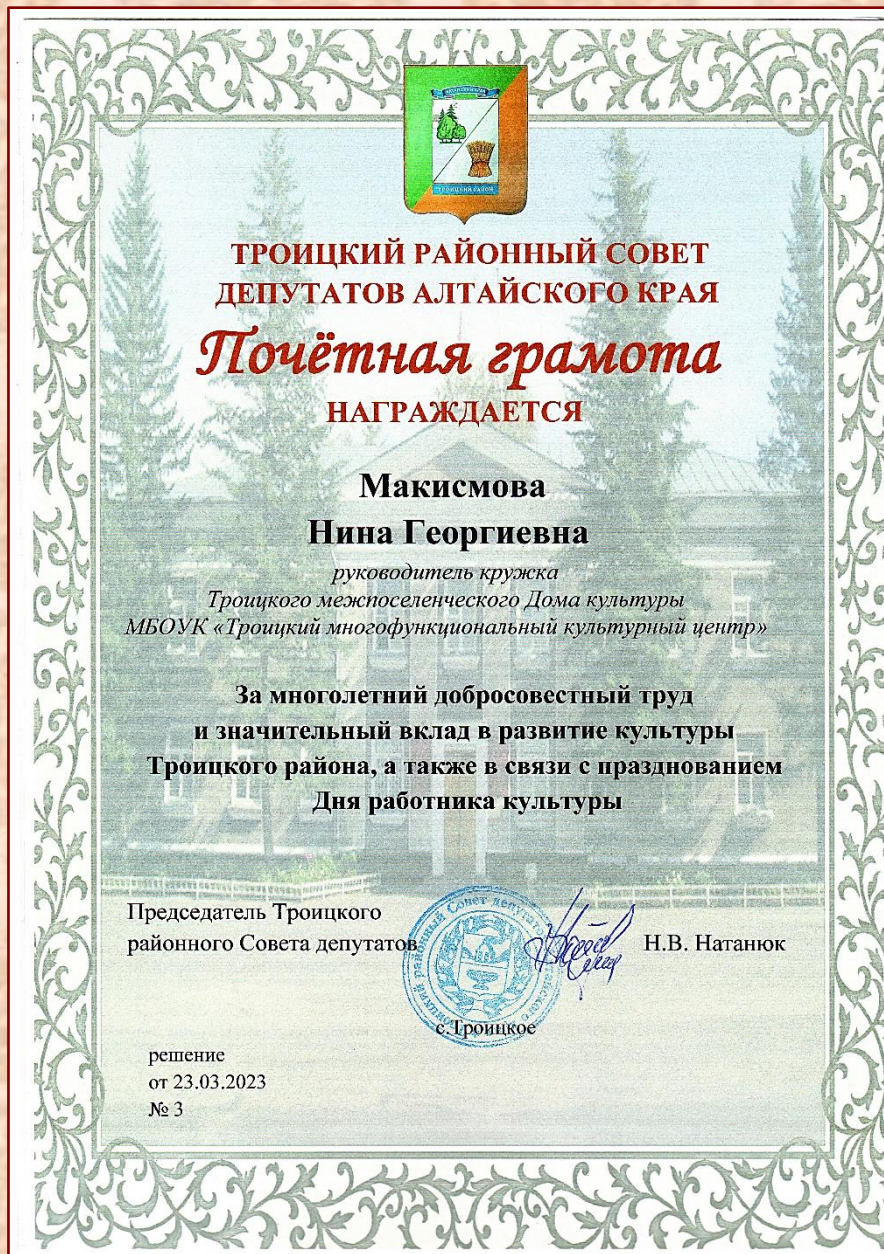 ТРОИЦКИЙ РАЙОН
ТРОИЦКИЙ РАЙОННЫЙ СОВЕТ
ДЕПУТАТОВ АЛТАЙСКОГО КРАЯ
Почётная грамота
НАГРАЖДАЕТСЯ
Макисмова
Нина Георгиевна
руководитель кружка
Троицкого межпоселенческого Дома культуры
МБОУК «Троицкий многофункциональный культурный центр»
За многолетний добросовестный труд
и значительный вклад в развитие культуры
Троицкого района, а также в связи с празднованием
Дня работника культуры
Председатель Троицкого
районного Совета депутатов Н.В. Натанюк
с.Троицкое
решение
от 23.03.2023
№ 3